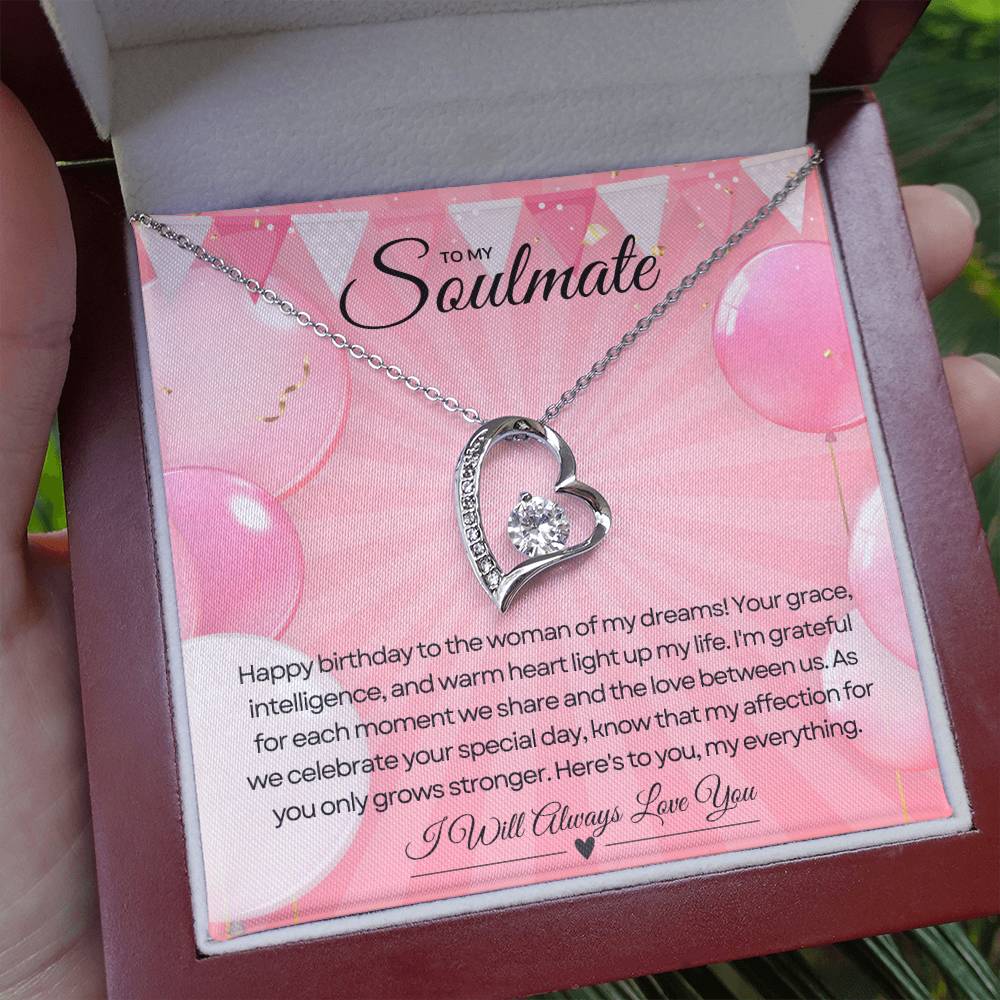 TO MY
Soulmate
Happy birthday to the woman of my dreams! Your grace,
intelligence, and warm heart light up my life. I'm grateful
for each moment we share and the love between us. As
we celebrate your special day, know that my affection for
you only grows stronger. Here's to you, my everything.
I Will Always Love You